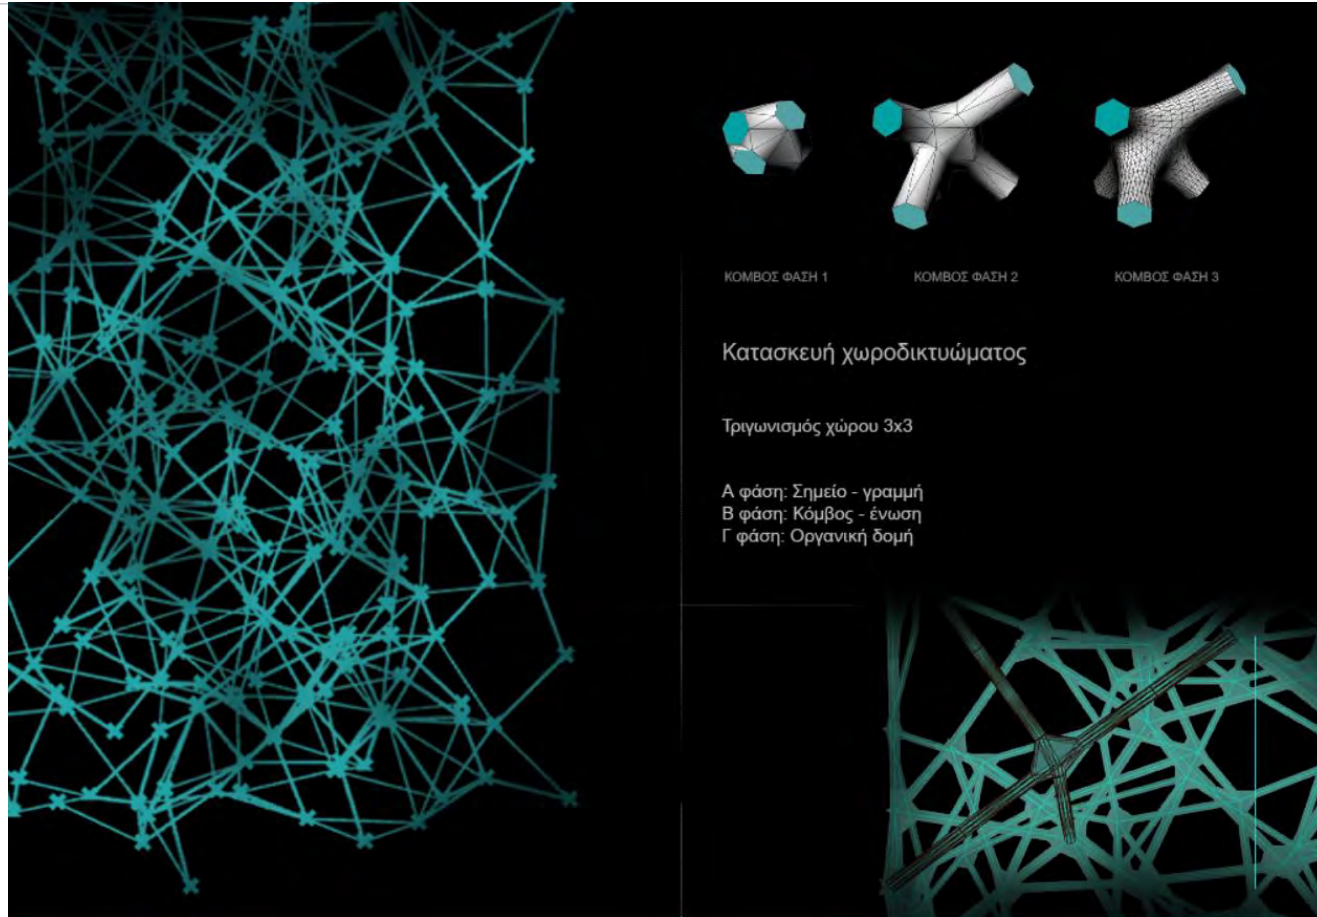 ΚΟΜΒΟΣ ΦΑΣΗ 1
ΚΟΜΒΟΣ ΦΑΣΗ 2
ΚΟΜΒΟΣ ΦΑΣΗ 3
Κατασκευή χωροδικτυώματος
Τριγωνισμός χώρου 3x3
Α φάση: Σημείο - γραμμή
Β φάση: Κόμβος - ένωση
Γ φάση: Οργανική δομή